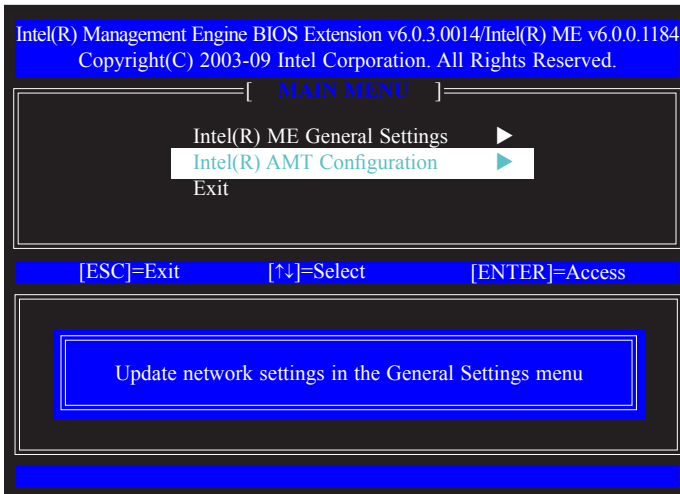 Intel(R) Management Engine BIOS Extension v6.0.3.0014/Intel(R) ME v6.0.0.1184
Copyright(C) 2003-09 Intel Corporation. All Rights Reserved.
[ MAIN MENU ]
Intel(R) ME General Settings ▶
Intel(R) AMT Configuration ▶
Exit
[ESC]=Exit [↑↓]=Select [ENTER]=Access
Update network settings in the General Settings menu